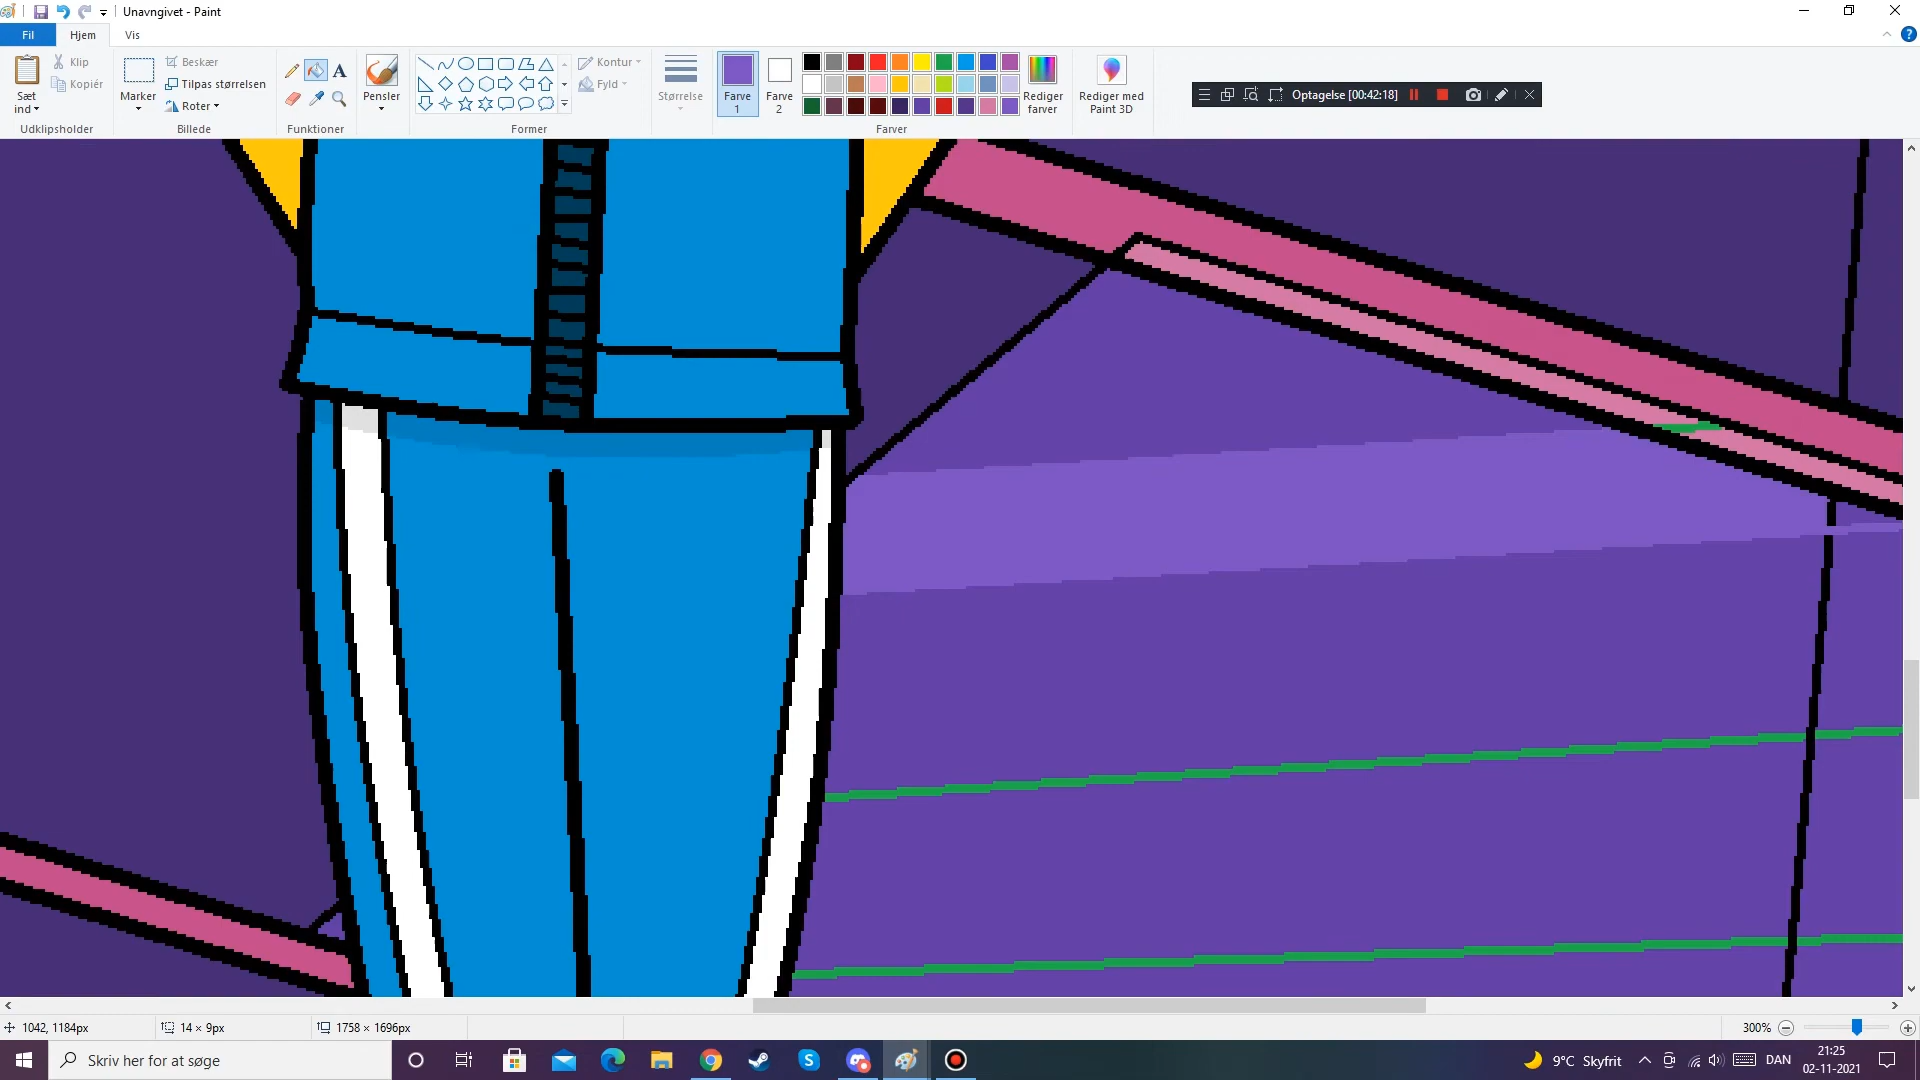 Unavngivet - Paint
Fil Hjem Vis
Sæt ind
Klip
Kopiér
Udklipsholder
Marker
Beskær
Tilpas størrelsen
Roter
Billede
A
Funktioner
Pensler
Former
Kontur
Fyld
Størrelse
Farve 1
Farve 2
Farver
Rediger farver
Rediger med Paint 3D
Optagelse [00:42:18]
1042, 1184px
14 × 9px
1758 × 1696px
300%
Skriv her for at søge
9°C Skyfrit
DAN
21:25
02-11-2021